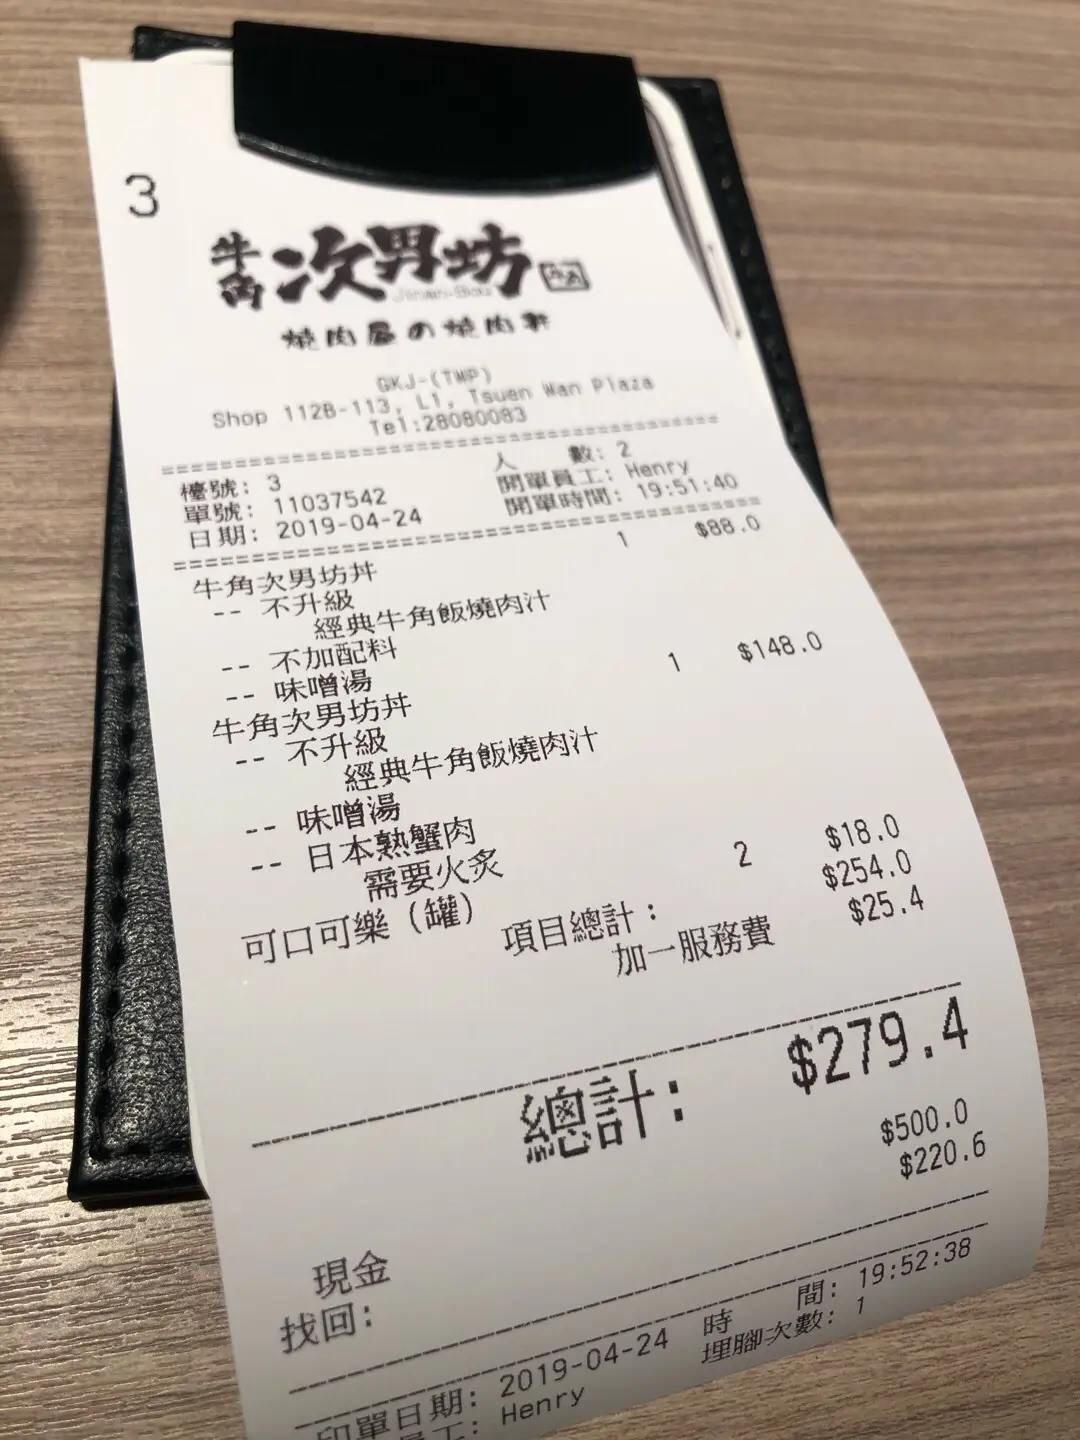 3
牛角 次男坊
Jinan-Boz
燒肉屋の燒肉丼
GKJ-(TMP)
Shop 112B-113, L1, Tsuen Wan Plaza
Tel:28080083
檯號: 3 人 數: 2
單號: 11037542 開單員工: Henry
日期: 2019-04-24 開單時間: 19:51:40
牛角次男坊丼 1 $88.0
-- 不升級
經典牛角飯燒肉汁
-- 不加配料
-- 味噌湯
牛角次男坊丼 1 $148.0
-- 不升級
經典牛角飯燒肉汁
-- 味噌湯
-- 日本熟蟹肉
需要火炙
可口可樂 (罐) 2 $18.0
項目總計: $254.0
加一服務費 $25.4
總計: $279.4
現金 $500.0
找回: $220.6
印單日期: 2019-04-24 時 間: 19:52:38
員工: Henry 埋腳次數: 1